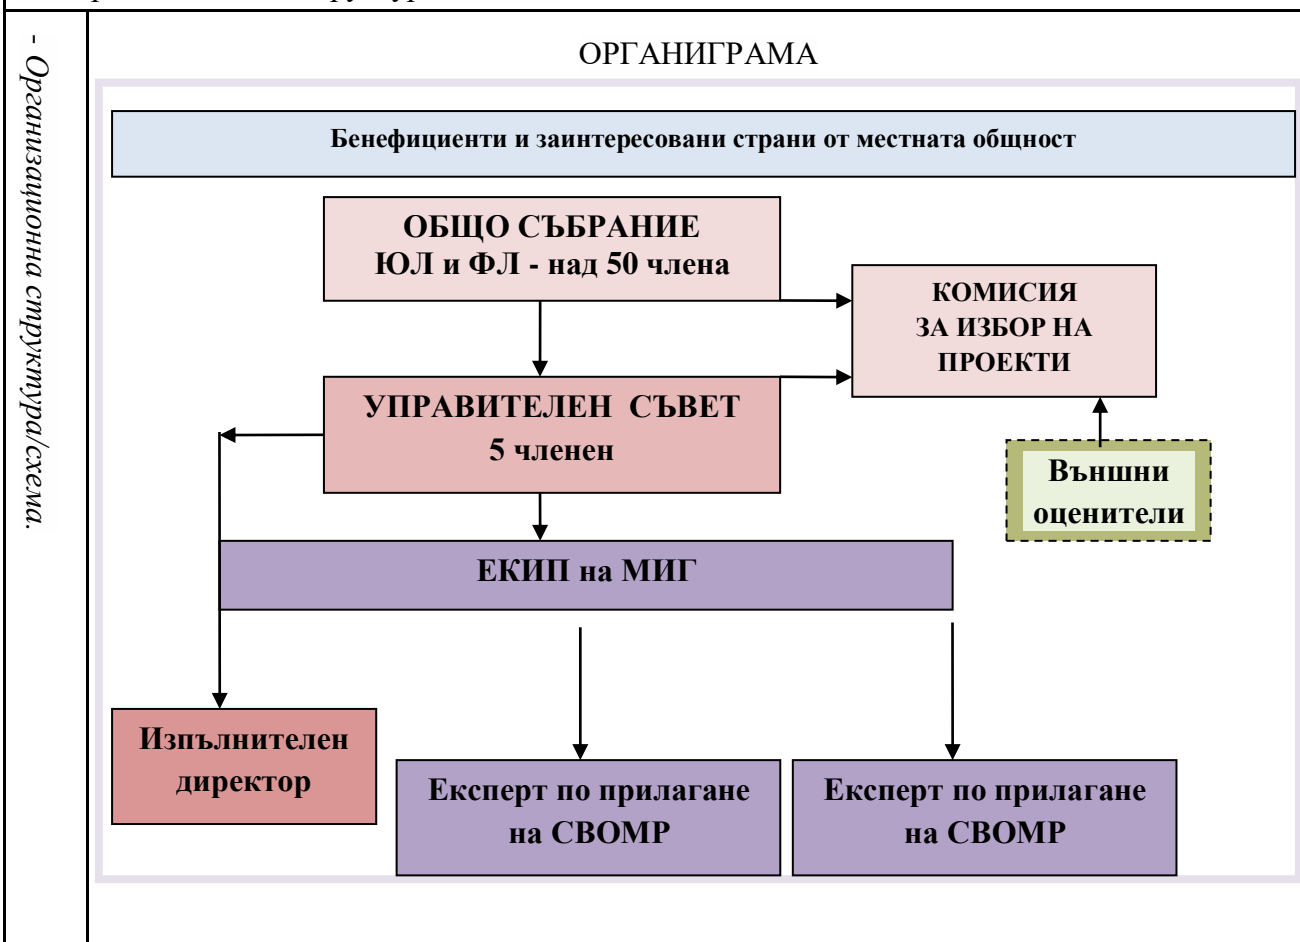 - Организационна структура/схема.
ОРГАНИГРАМА
Бенефициенти и заинтересовани страни от местната общност
ОБЩО СЪБРАНИЕ
ЮЛ и ФЛ - над 50 члена
КОМИСИЯ
ЗА ИЗБОР НА
ПРОЕКТИ
УПРАВИТЕЛЕН СЪВЕТ
5 членен
Външни
оценители
ЕКИП на МИГ
Изпълнителен
директор
Експерт по прилагане
на СВОМР
Експерт по прилагане
на СВОМР